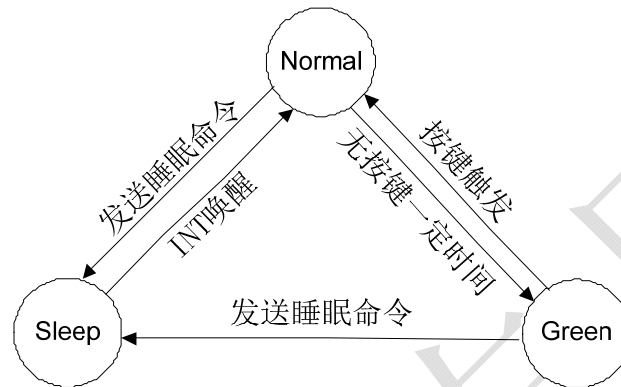 Normal
发送睡眠命令
INT唤醒
无按键一定时间
按键触发
Sleep
发送睡眠命令
Green